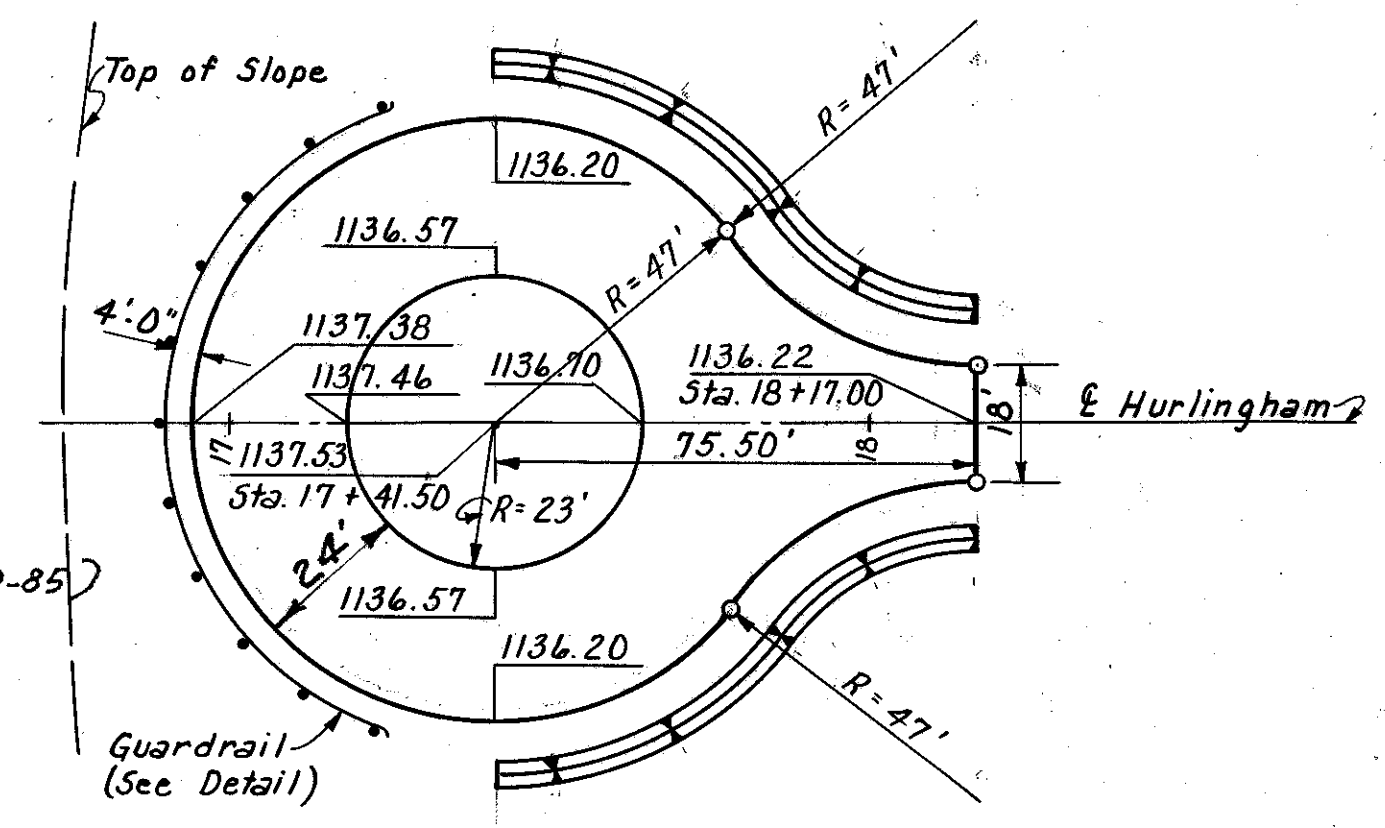 Top of Slope
R=47'
1136.20
1136.57
R=47'
4'.0"
1137.38
1137.46
1136.70
1136.22
Sta. 18+17.00
18'
℄ Hurlingham
17
18
1137.53
Sta. 17+41.50
75.50'
R=23'
24'
-85
1136.57
1136.20
R=47'
Guardrail
(See Detail)